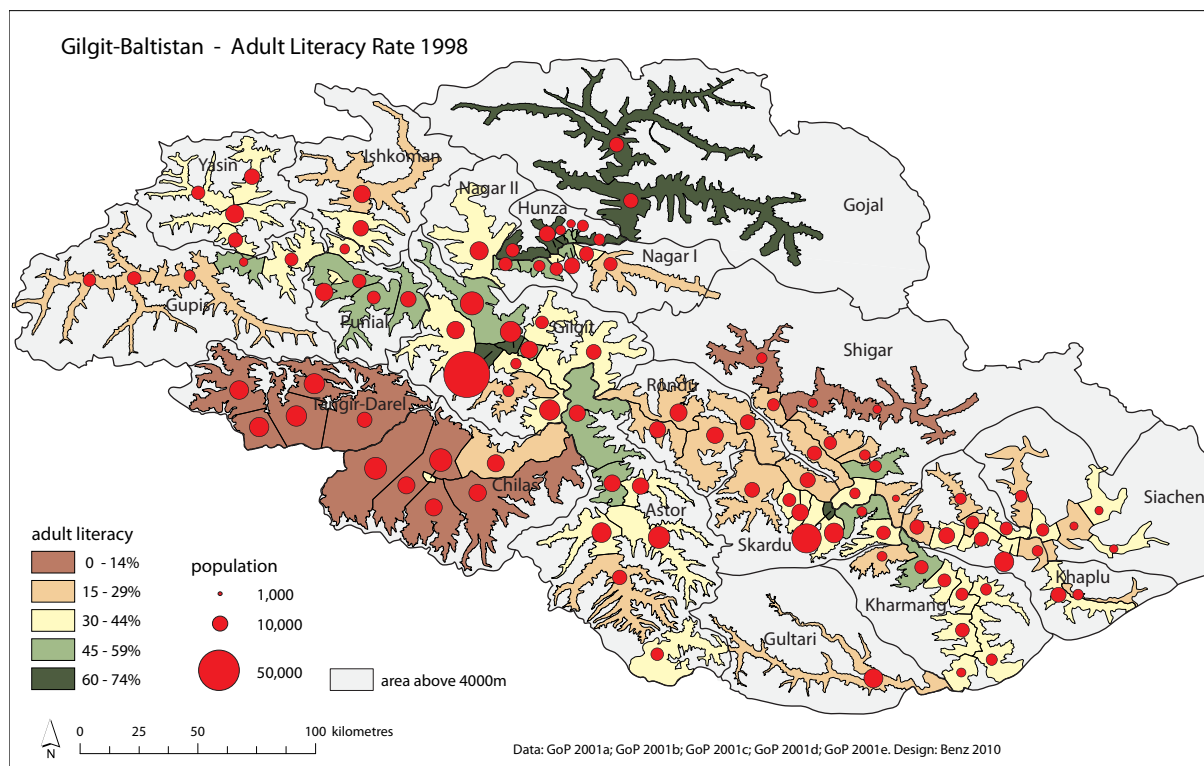 Gilgit-Baltistan - Adult Literacy Rate 1998
Yasin
Ishkoman
Nagar II
Hunza
Gojal
Nagar I
Gupis
Punial
Gilgit
Shigar
Rondu
Tangir-Darel
Chilas
Siachen
Astor
Skardu
Khaplu
Kharmang
Gultari
adult literacy
0 - 14%
15 - 29%
30 - 44%
45 - 59%
60 - 74%
population
1,000
10,000
50,000
area above 4000m
N
0 25 50 100 kilometres
Data: GoP 2001a; GoP 2001b; GoP 2001c; GoP 2001d; GoP 2001e. Design: Benz 2010